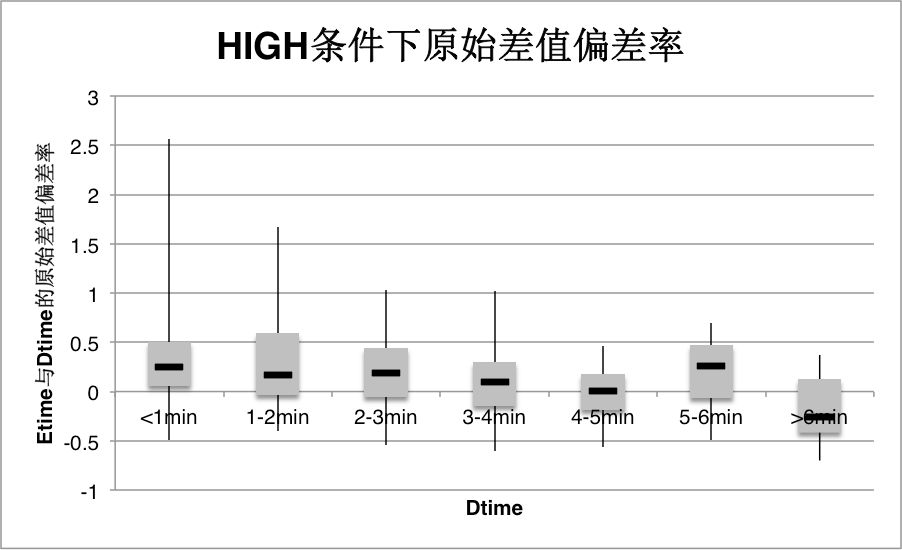 HIGH条件下原始差值偏差率
Etime与Dtime的原始差值偏差率
3
2.5
2
1.5
1
0.5
0
-0.5
-1
<1min
1-2min
2-3min
3-4min
4-5min
5-6min
>6min
Dtime